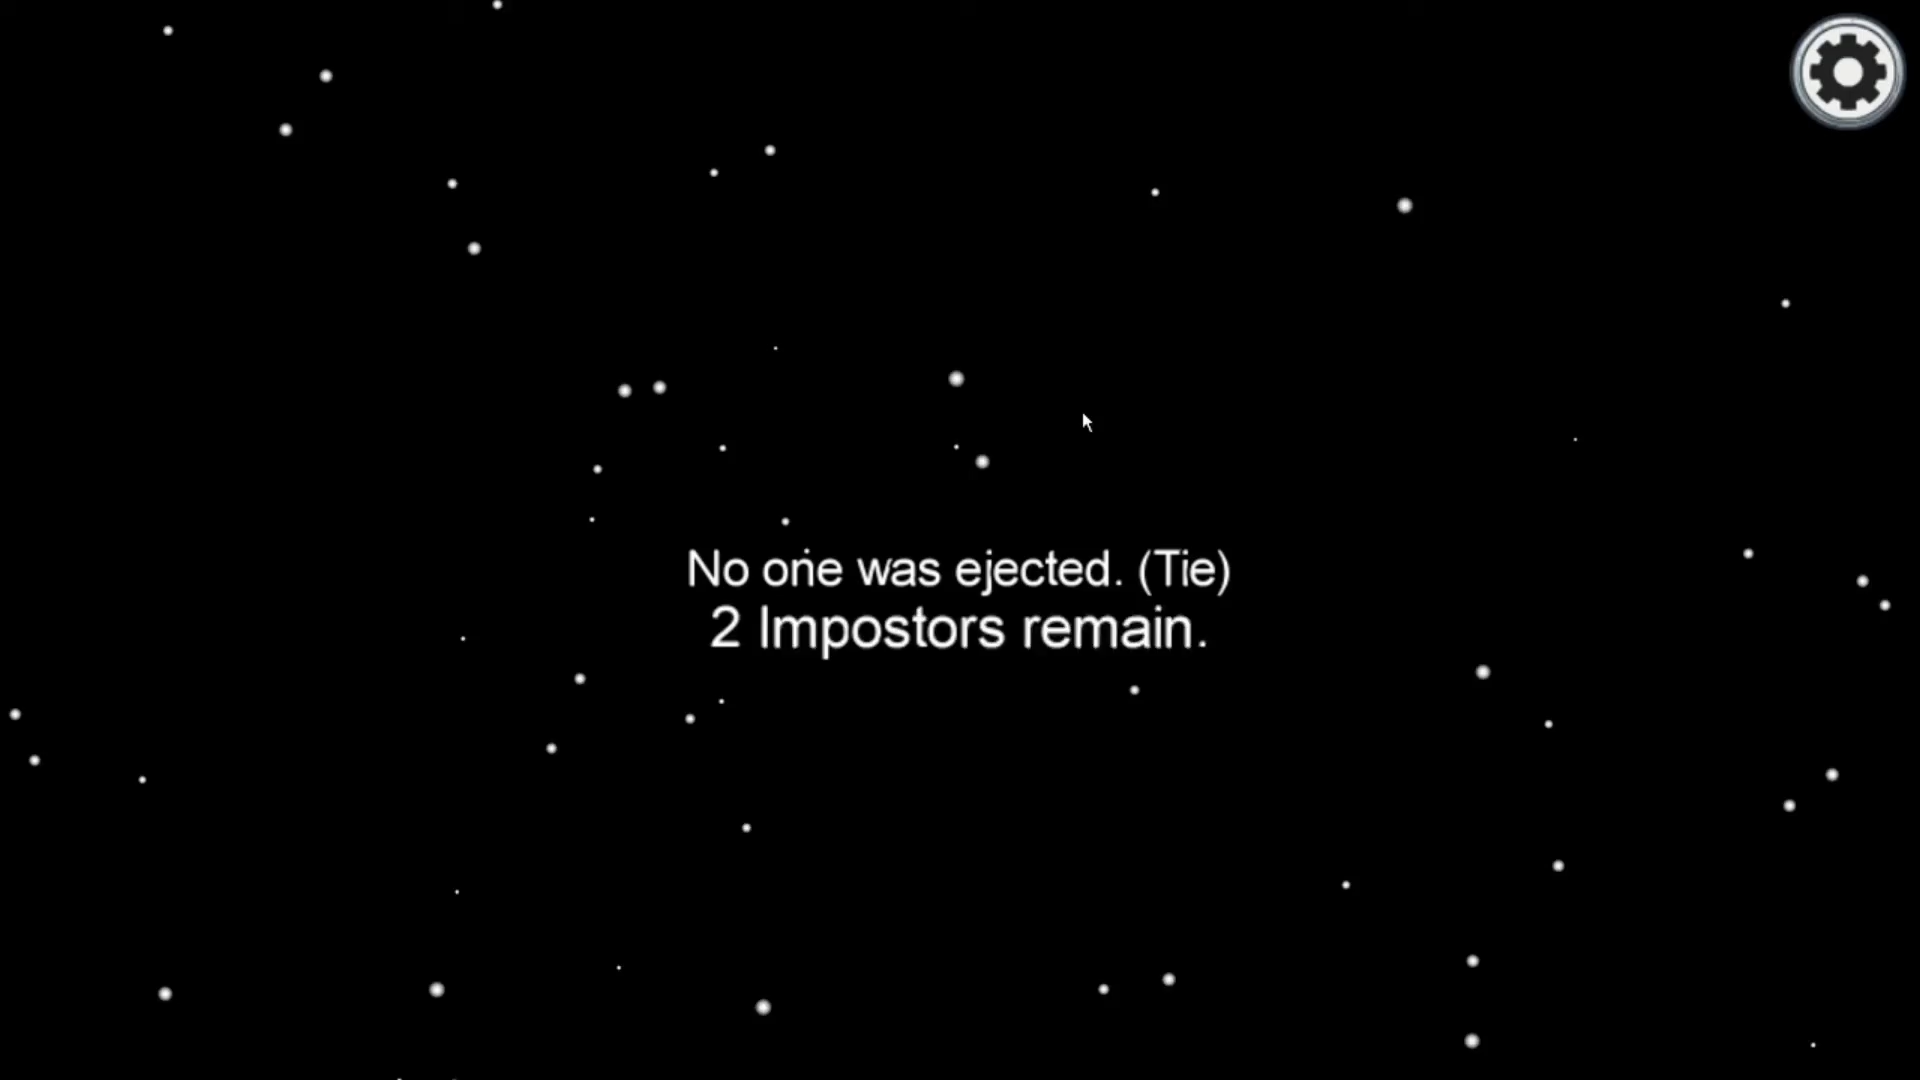 No one was ejected. (Tie)
2 Impostors remain.